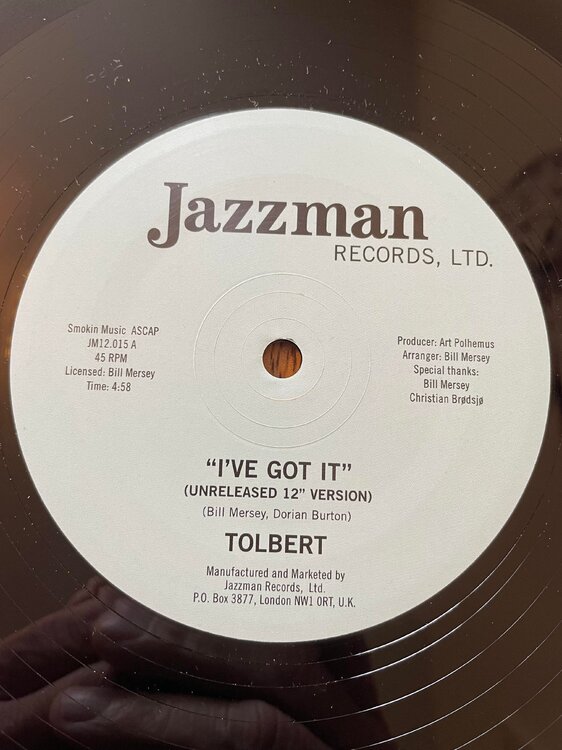 Jazzman
RECORDS, LTD.
Smokin Music ASCAP
JM12.015 A
45 RPM
Licensed: Bill Mersey
Time: 4:58
Producer: Art Polhemus
Arranger: Bill Mersey
Special thanks:
Bill Mersey
Christian Brødsjø
"I'VE GOT IT"
(UNRELEASED 12" VERSION)
(Bill Mersey, Dorian Burton)
TOLBERT
Manufactured and Marketed by
Jazzman Records, Ltd.
P.O. Box 3877, London NW1 0RT, U.K.